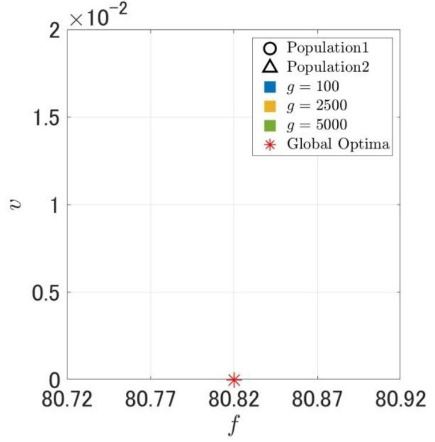 ×10⁻²
2
1.5
1
0.5
0
v
80.72 80.77 80.82 80.87 80.92
f
Population1
Population2
g = 100
g = 2500
g = 5000
Global Optima